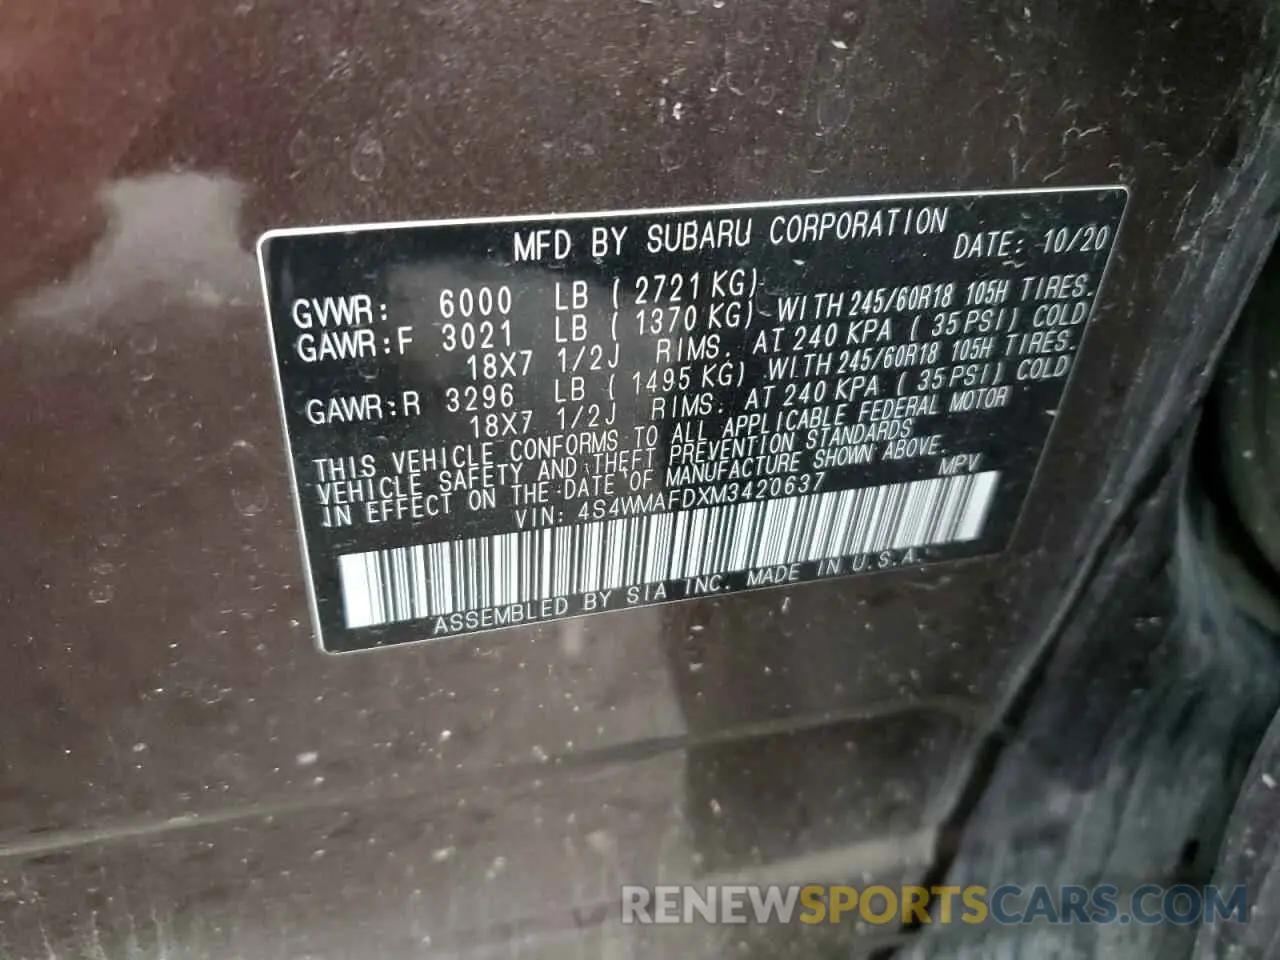 MFD BY SUBARU CORPORATION
DATE: 10/20
GVWR: 6000 LB ( 2721 KG)
GAWR:F 3021 LB ( 1370 KG) WITH 245/60R18 105H TIRES.
18X7 1/2J RIMS. AT 240 KPA ( 35 PSI) COLD
GAWR:R 3296 LB ( 1495 KG) WITH 245/60R18 105H TIRES.
18X7 1/2J RIMS. AT 240 KPA ( 35 PSI) COLD
THIS VEHICLE CONFORMS TO ALL APPLICABLE FEDERAL MOTOR
VEHICLE SAFETY AND THEFT PREVENTION STANDARDS
IN EFFECT ON THE DATE OF MANUFACTURE SHOWN ABOVE.
VIN: 4S4WMAFDXM3420637 MPV
ASSEMBLED BY SIA INC. MADE IN U.S.A.
RENEWSPORTSCARS.COM